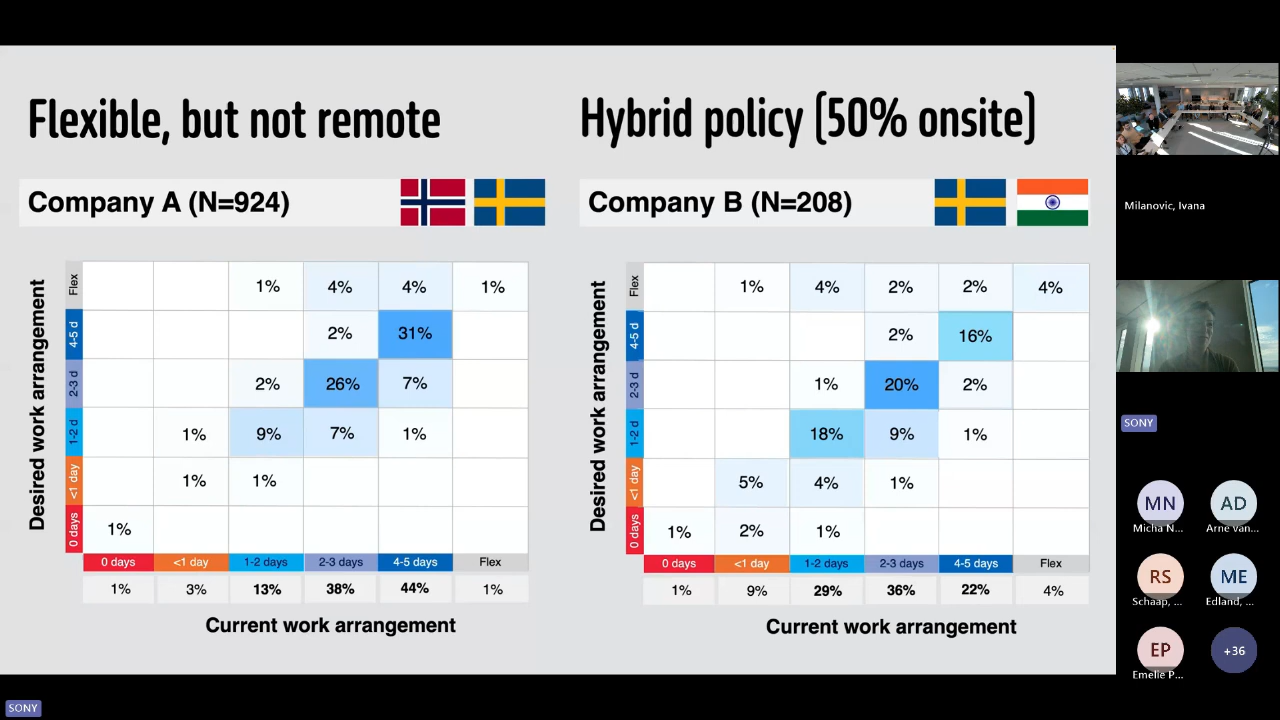 Flexible, but not remote
Company A (N=924)
Desired work arrangement
Flex
1%
4%
4%
1%
4-5 d
2%
31%
2-3 d
2%
26%
7%
1-2 d
1%
9%
7%
1%
<1 day
1%
1%
0 days
1%
0 days
<1 day
1-2 days
2-3 days
4-5 days
Flex
1%
3%
13%
38%
44%
1%
Current work arrangement
Hybrid policy (50% onsite)
Company B (N=208)
Desired work arrangement
Flex
1%
4%
2%
2%
4%
4-5 d
2%
16%
2-3 d
1%
20%
2%
1-2 d
18%
9%
1%
<1 day
5%
4%
1%
0 days
1%
2%
1%
0 days
<1 day
1-2 days
2-3 days
4-5 days
Flex
1%
9%
29%
36%
22%
4%
Current work arrangement
Milanovic, Ivana
SONY
MN
Micha N...
AD
Arne van...
RS
Schaap, ...
ME
Edland, ...
EP
Emelie P...
+36
SONY